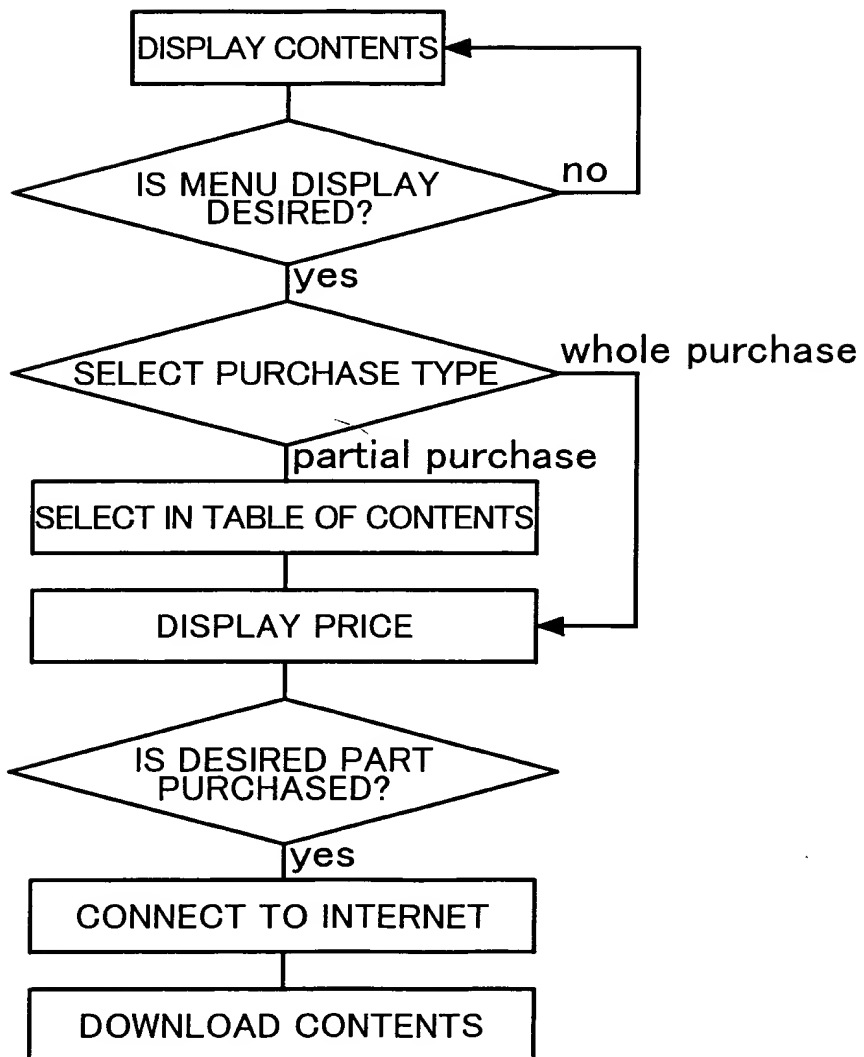 DISPLAY CONTENTS
IS MENU DISPLAY
DESIRED?
no
yes
SELECT PURCHASE TYPE
whole purchase
partial purchase
SELECT IN TABLE OF CONTENTS
DISPLAY PRICE
IS DESIRED PART
PURCHASED?
yes
CONNECT TO INTERNET
DOWNLOAD CONTENTS